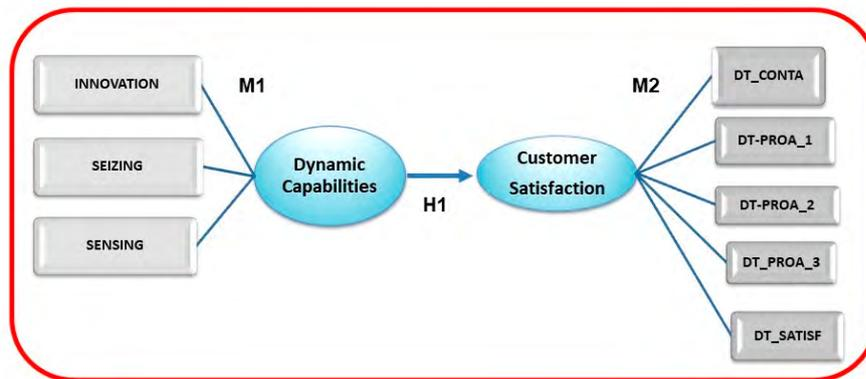 INNOVATION
SEIZING
SENSING
M1
Dynamic
Capabilities
H1
Customer
Satisfaction
M2
DT_CONTA
DT-PROA_1
DT-PROA_2
DT_PROA_3
DT_SATISF